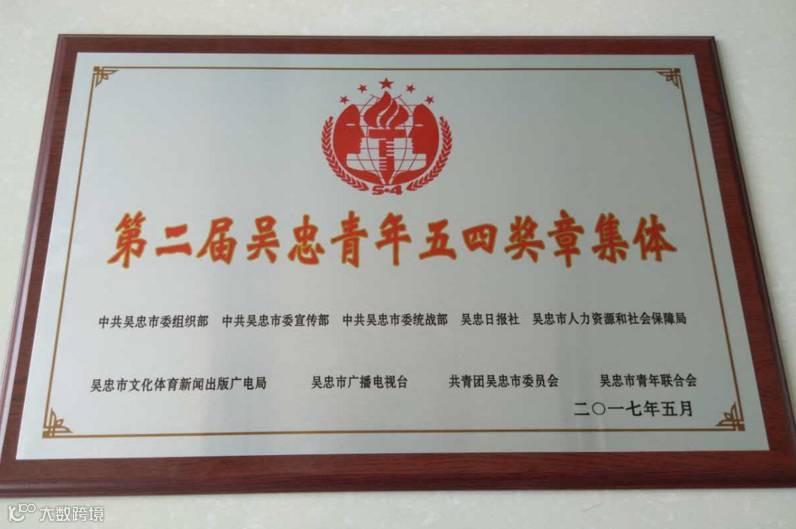 5·4
第二届吴忠青年五四奖章集体
中共吴忠市委组织部 中共吴忠市委宣传部 中共吴忠市委统战部 吴忠日报社 吴忠市人力资源和社会保障局
吴忠市文化体育新闻出版广电局 吴忠市广播电视台 共青团吴忠市委员会 吴忠市青年联合会
二〇一七年五月
大数跨境